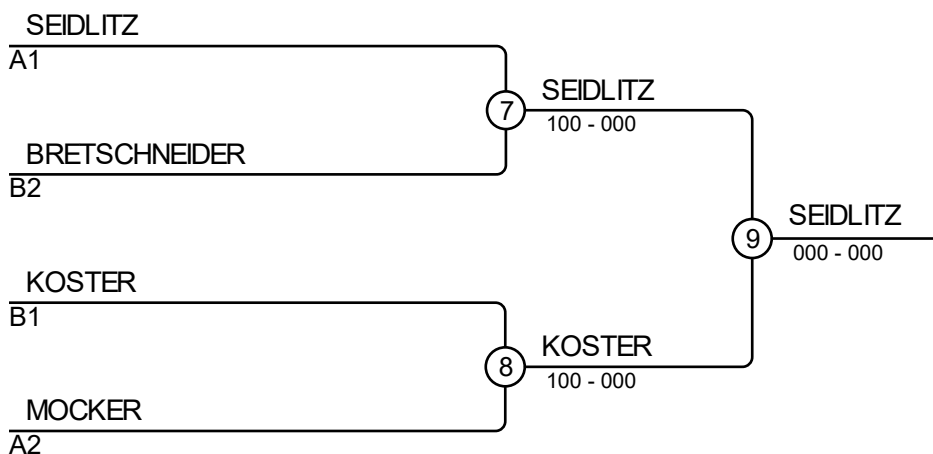 SEIDLITZ
A1
7
SEIDLITZ
100 - 000
BRETSCHNEIDER
B2
9
SEIDLITZ
000 - 000
KOSTER
B1
8
KOSTER
100 - 000
MOCKER
A2